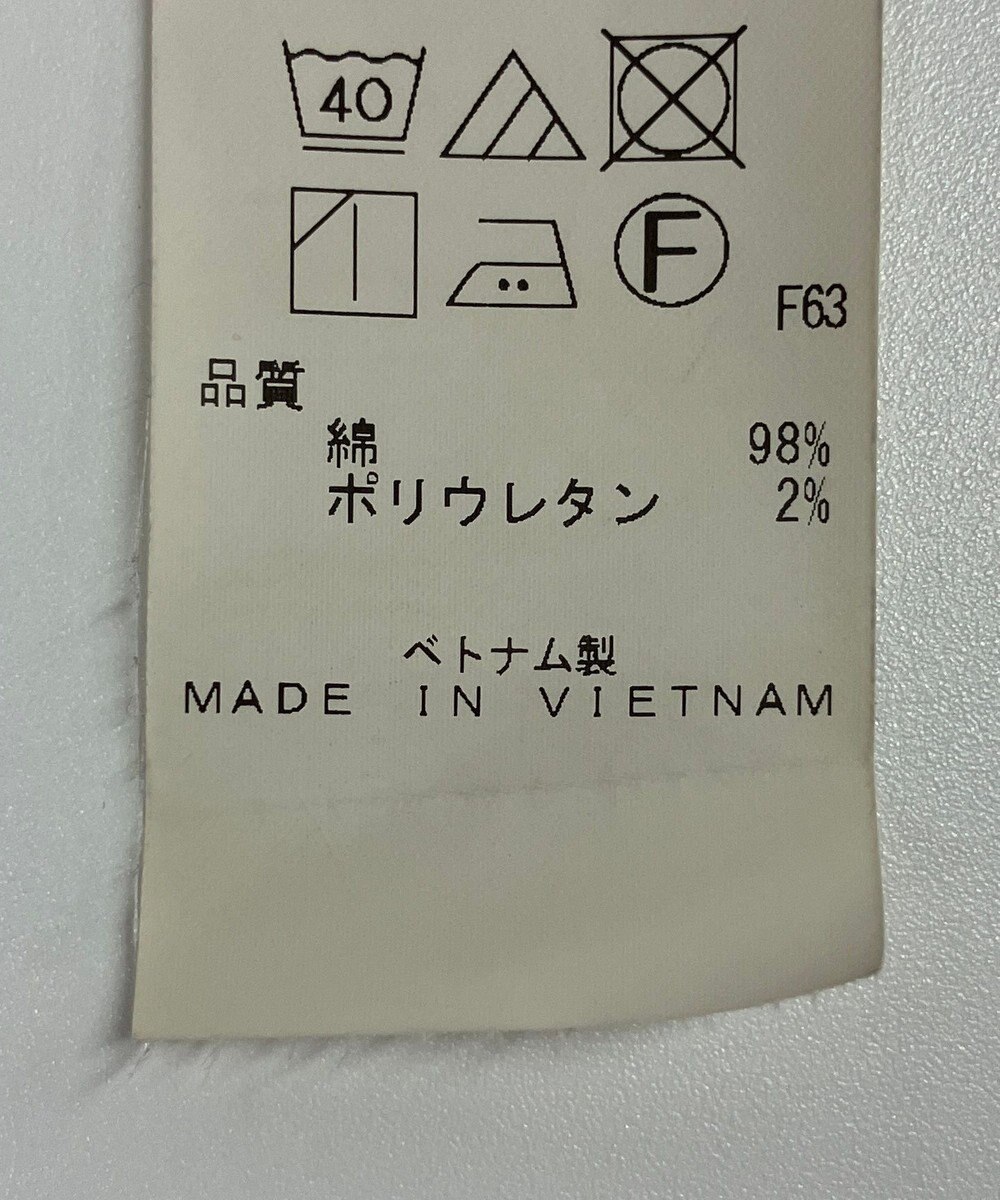 40
F
F63
品質
綿 98%
ポリウレタン 2%
ベトナム製
MADE IN VIETNAM